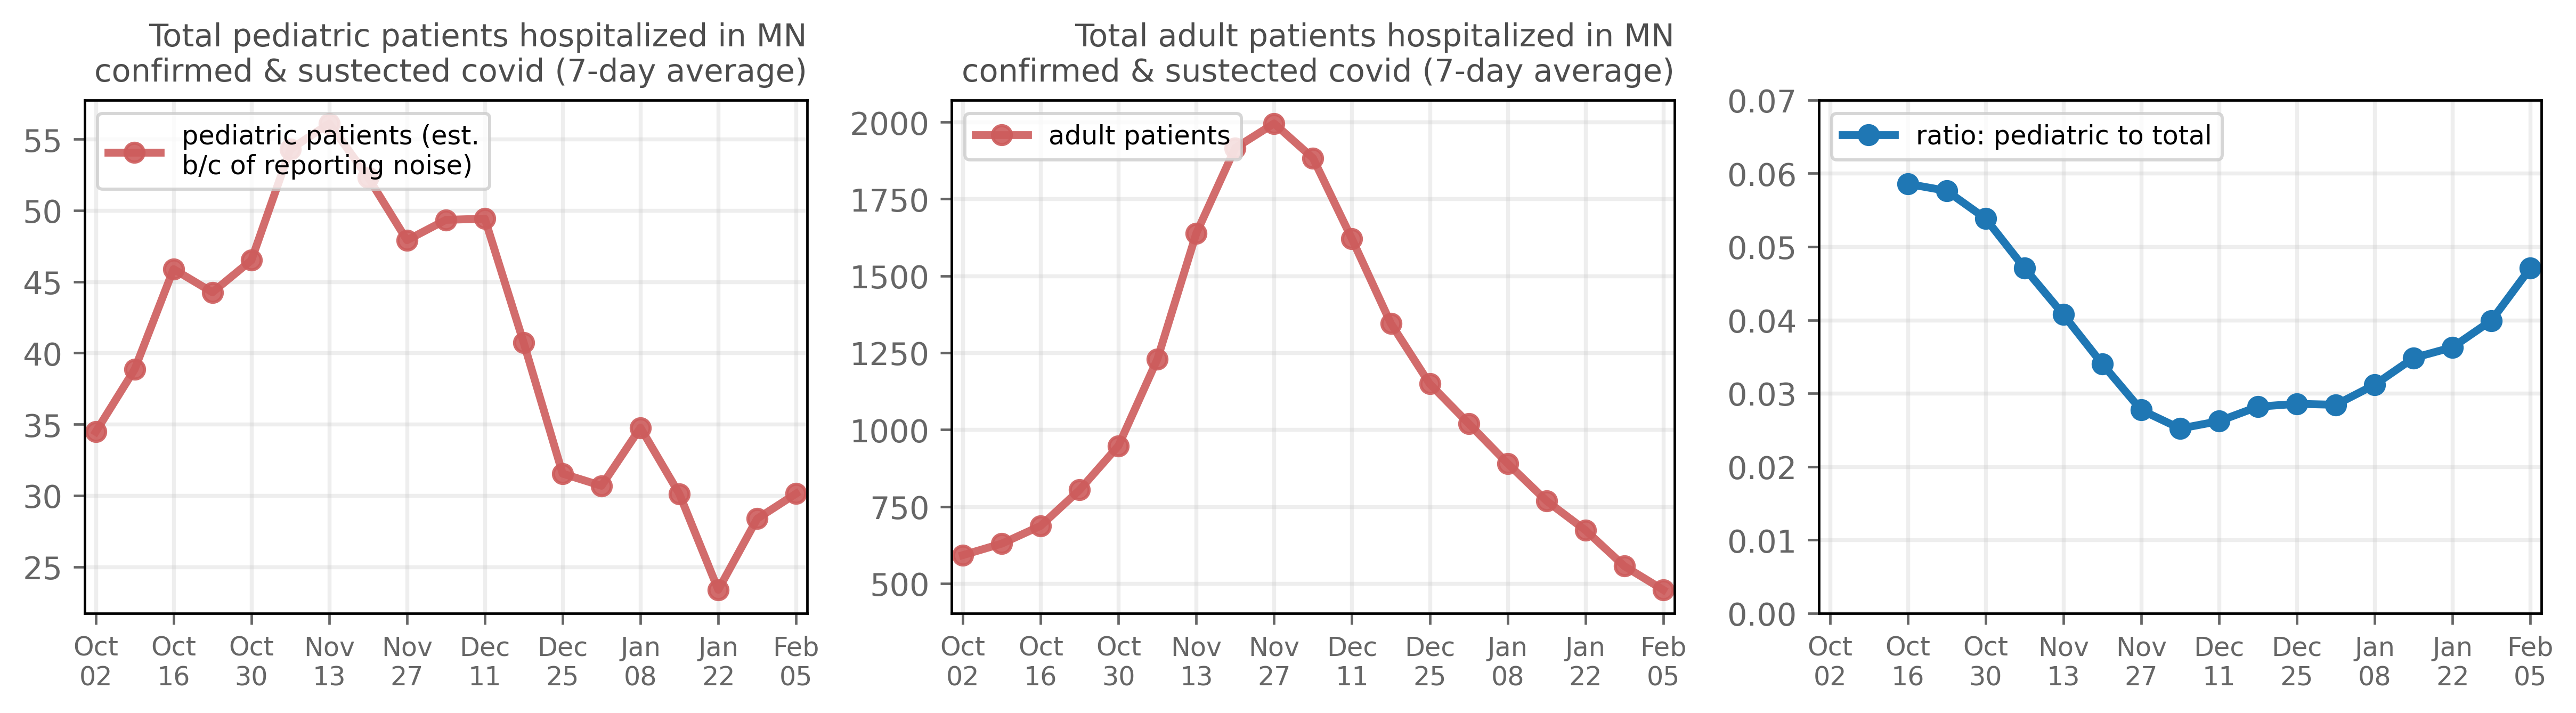 Total pediatric patients hospitalized in MN
confirmed & sustected covid (7-day average)
pediatric patients (est.
b/c of reporting noise)
55
50
45
40
35
30
25
Oct Oct Oct Nov Nov Dec Dec Jan Jan Feb
02 16 30 13 27 11 25 08 22 05
Total adult patients hospitalized in MN
confirmed & sustected covid (7-day average)
adult patients
2000
1750
1500
1250
1000
750
500
Oct Oct Oct Nov Nov Dec Dec Jan Jan Feb
02 16 30 13 27 11 25 08 22 05
ratio: pediatric to total
0.07
0.06
0.05
0.04
0.03
0.02
0.01
0.00
Oct Oct Oct Nov Nov Dec Dec Jan Jan Feb
02 16 30 13 27 11 25 08 22 05